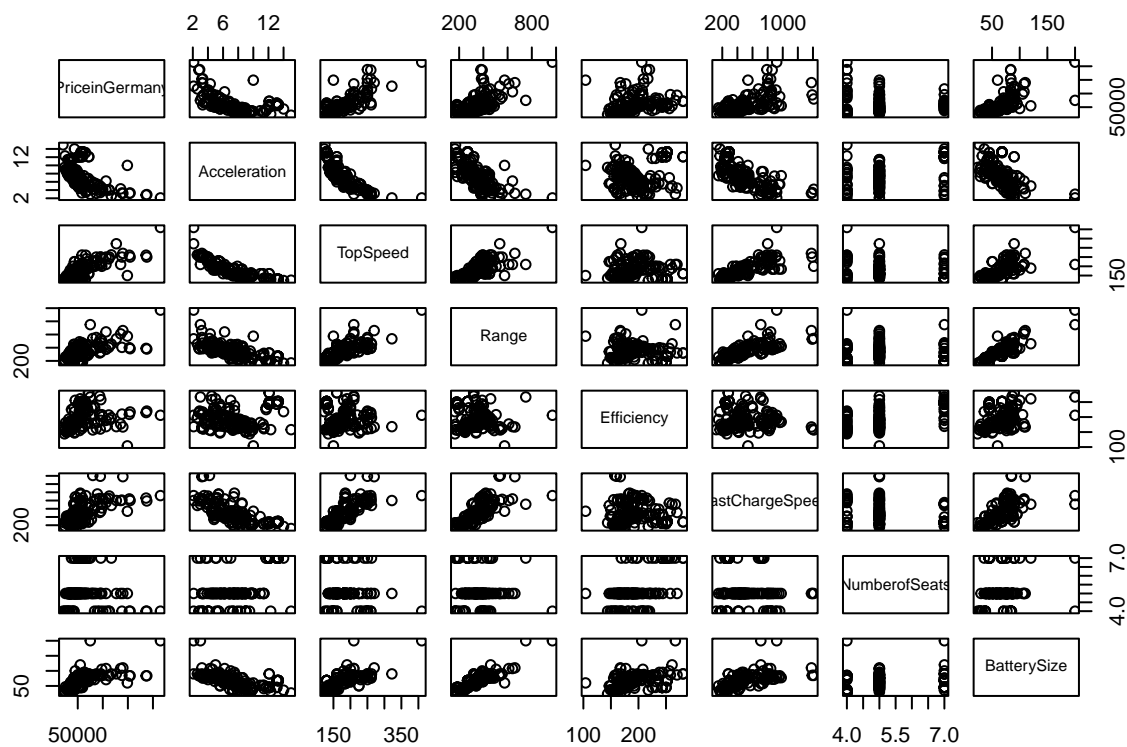 2 6 12
200 800
200 1000
50 150
PriceinGermany
50000
2 12
Acceleration
TopSpeed
150
200
Range
Efficiency
100
200
astChargeSpee
NumberofSeats
4.0 7.0
50
BatterySize
50000
150 350
100 200
4.0 5.5 7.0